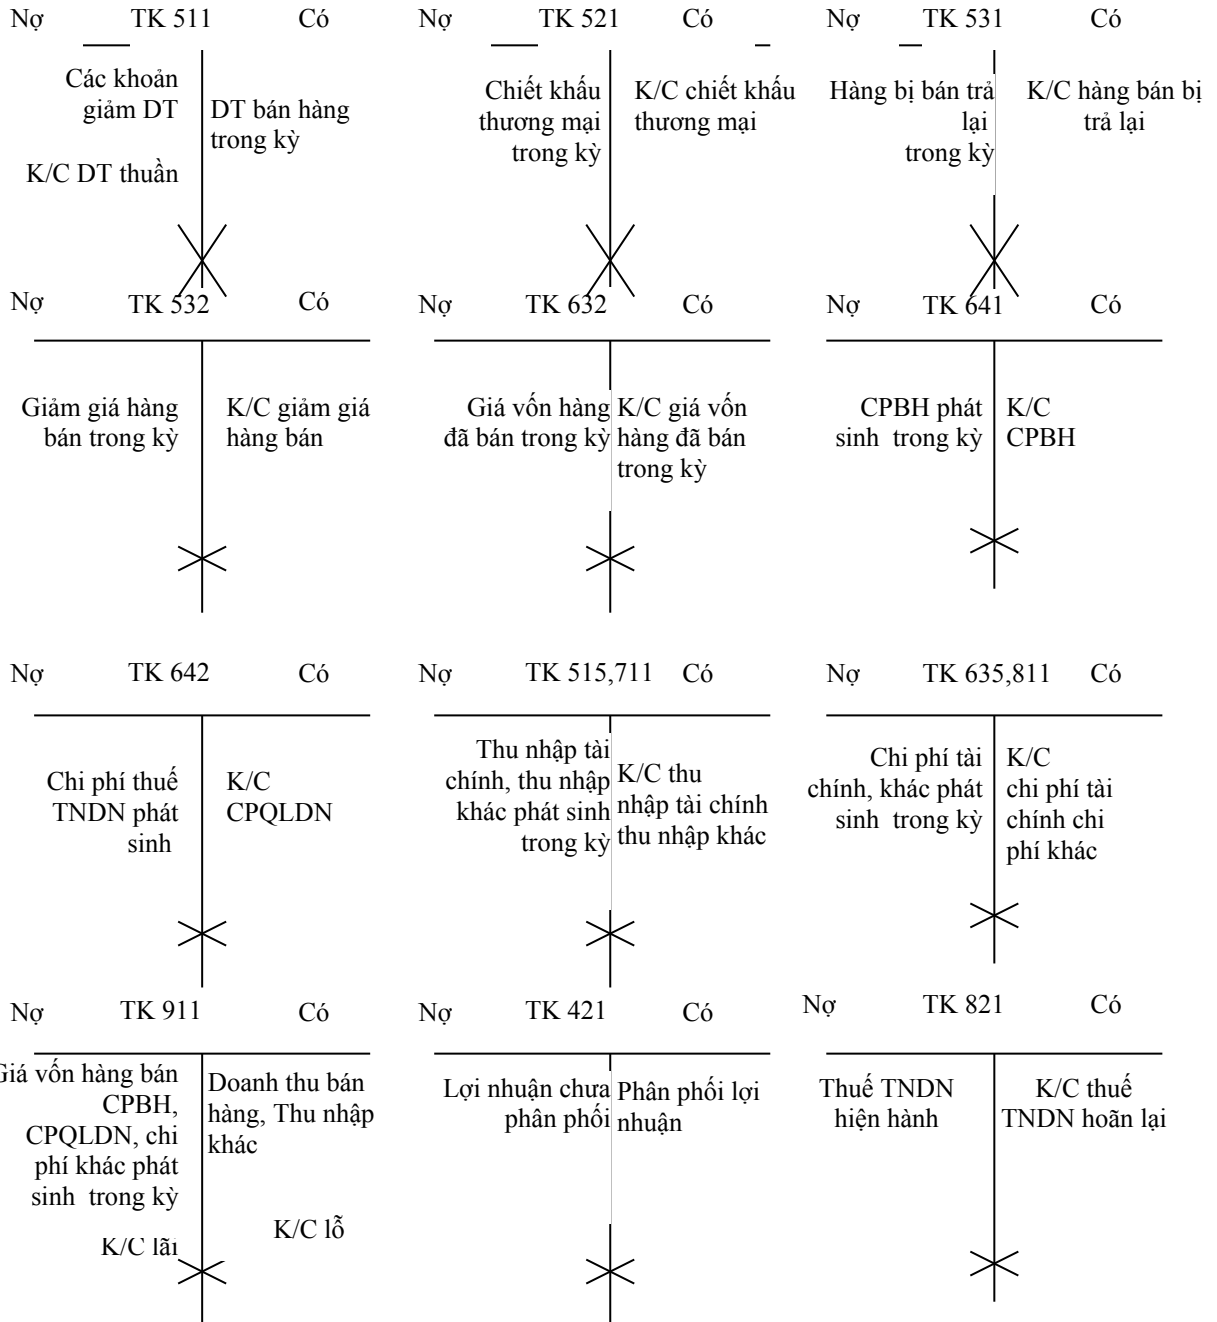 Nợ TK 511 Có
Các khoản
giảm DT
K/C DT thuần
DT bán hàng
trong kỳ
Nợ TK 521 Có
Chiết khấu
thương mại
trong kỳ
K/C chiết khấu
thương mại
Nợ TK 531 Có
Hàng bị bán trả
lại
trong kỳ
K/C hàng bán bị
trả lại
Nợ TK 532 Có
Giảm giá hàng
bán trong kỳ
K/C giảm giá
hàng bán
Nợ TK 632 Có
Giá vốn hàng
đã bán trong kỳ
K/C giá vốn
hàng đã bán
trong kỳ
Nợ TK 641 Có
CPBH phát
sinh trong kỳ
K/C
CPBH
Nợ TK 642 Có
Chi phí thuế
TNDN phát
sinh
K/C
CPQLDN
Nợ TK 515,711 Có
Thu nhập tài
chính, thu nhập
khác phát sinh
trong kỳ
K/C thu
nhập tài chính
thu nhập khác
Nợ TK 635,811 Có
Chi phí tài
chính, khác phát
sinh trong kỳ
K/C
chi phí tài
chính chi
phí khác
Nợ TK 911 Có
Giá vốn hàng bán
CPBH,
CPQLDN, chi
phí khác phát
sinh trong kỳ
K/C lãi
Doanh thu bán
hàng, Thu nhập
khác
K/C lỗ
Nợ TK 421 Có
Lợi nhuận chưa
phân phối
Phân phối lợi
nhuận
Nợ TK 821 Có
Thuế TNDN
hiện hành
K/C thuế
TNDN hoãn lại